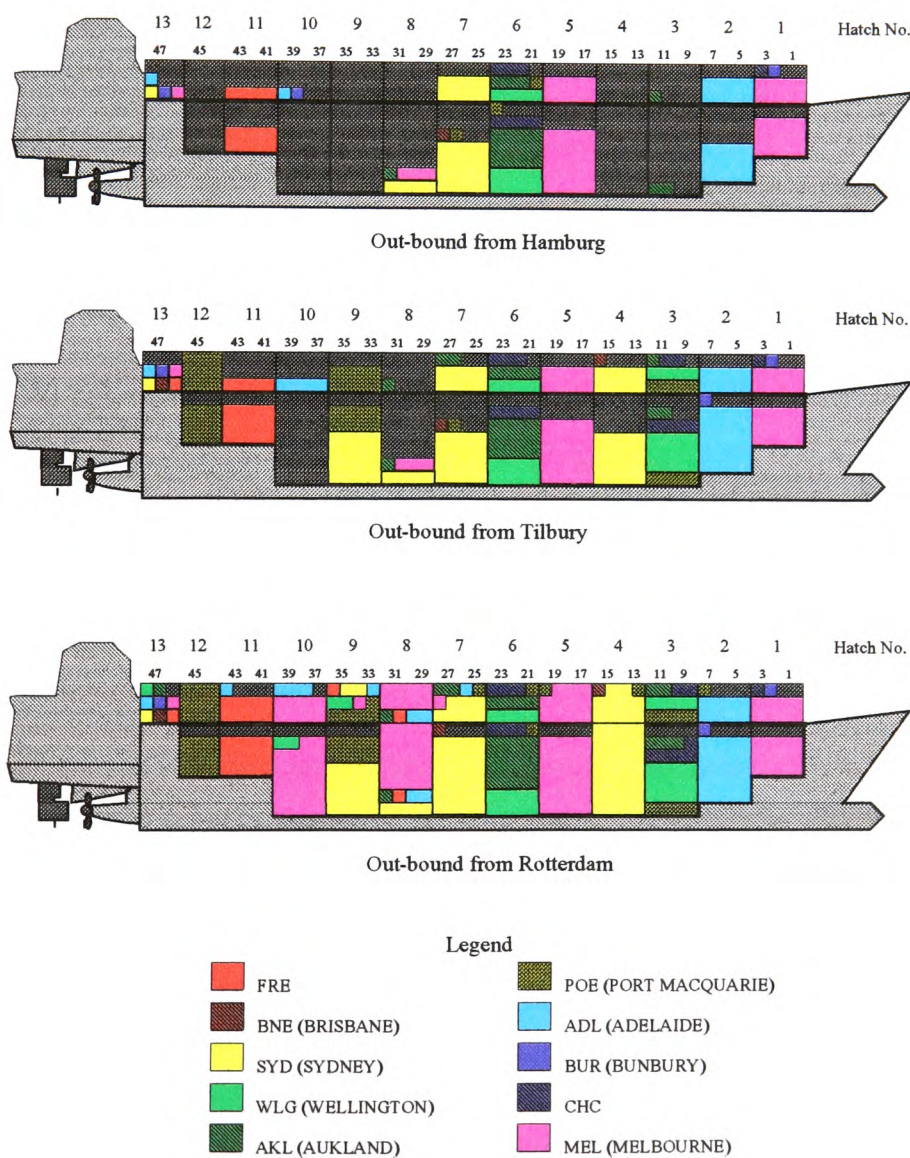 13 12 11 10 9 8 7 6 5 4 3 2 1 Hatch No.
47 45 43 41 39 37 35 33 31 29 27 25 23 21 19 17 15 13 11 9 7 5 3 1
Out-bound from Hamburg
13 12 11 10 9 8 7 6 5 4 3 2 1 Hatch No.
47 45 43 41 39 37 35 33 31 29 27 25 23 21 19 17 15 13 11 9 7 5 3 1
Out-bound from Tilbury
13 12 11 10 9 8 7 6 5 4 3 2 1 Hatch No.
47 45 43 41 39 37 35 33 31 29 27 25 23 21 19 17 15 13 11 9 7 5 3 1
Out-bound from Rotterdam
Legend
FRE
POE (PORT MACQUARIE)
BNE (BRISBANE)
ADL (ADELAIDE)
SYD (SYDNEY)
BUR (BUNBURY)
WLG (WELLINGTON)
CHC
AKL (AUKLAND)
MEL (MELBOURNE)